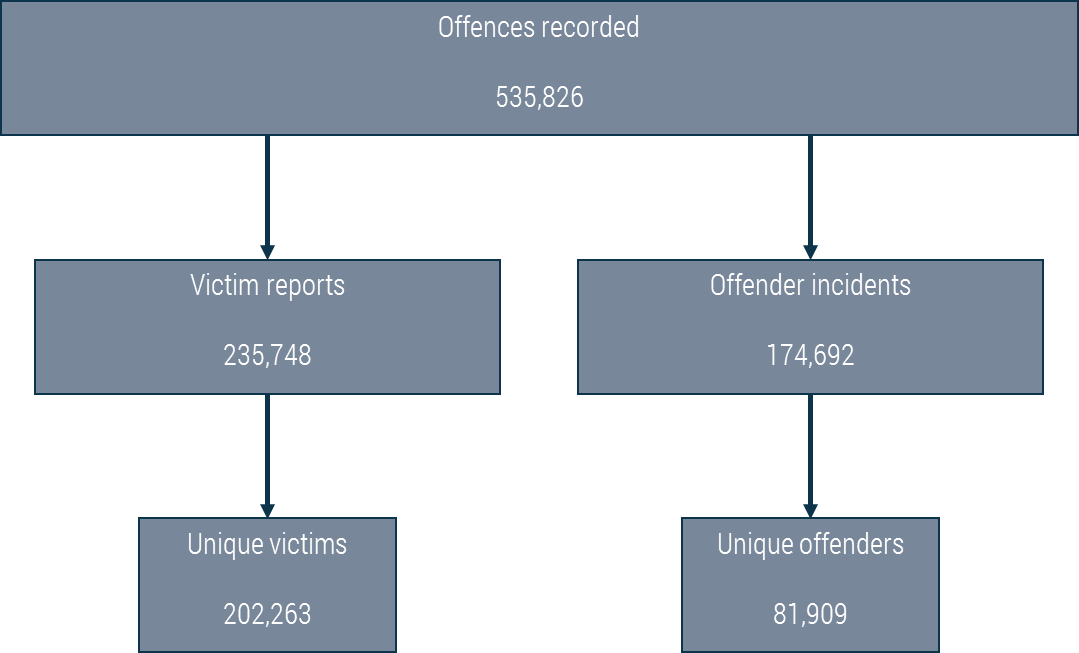 Offences recorded
535,826
Victim reports
235,748
Offender incidents
174,692
Unique victims
202,263
Unique offenders
81,909